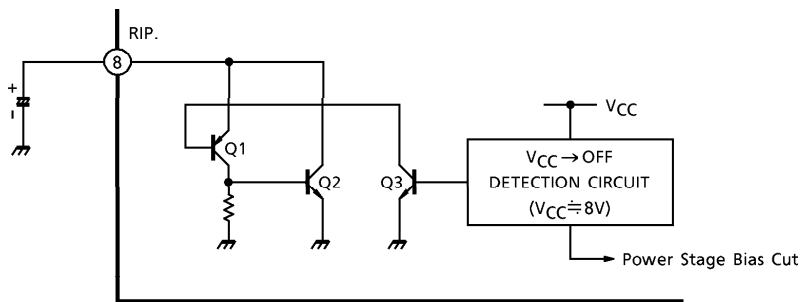 RIP.
8
+
-
VCC
Q1
Q2
Q3
VCC→OFF
DETECTION CIRCUIT
(VCC≒8V)
Power Stage Bias Cut